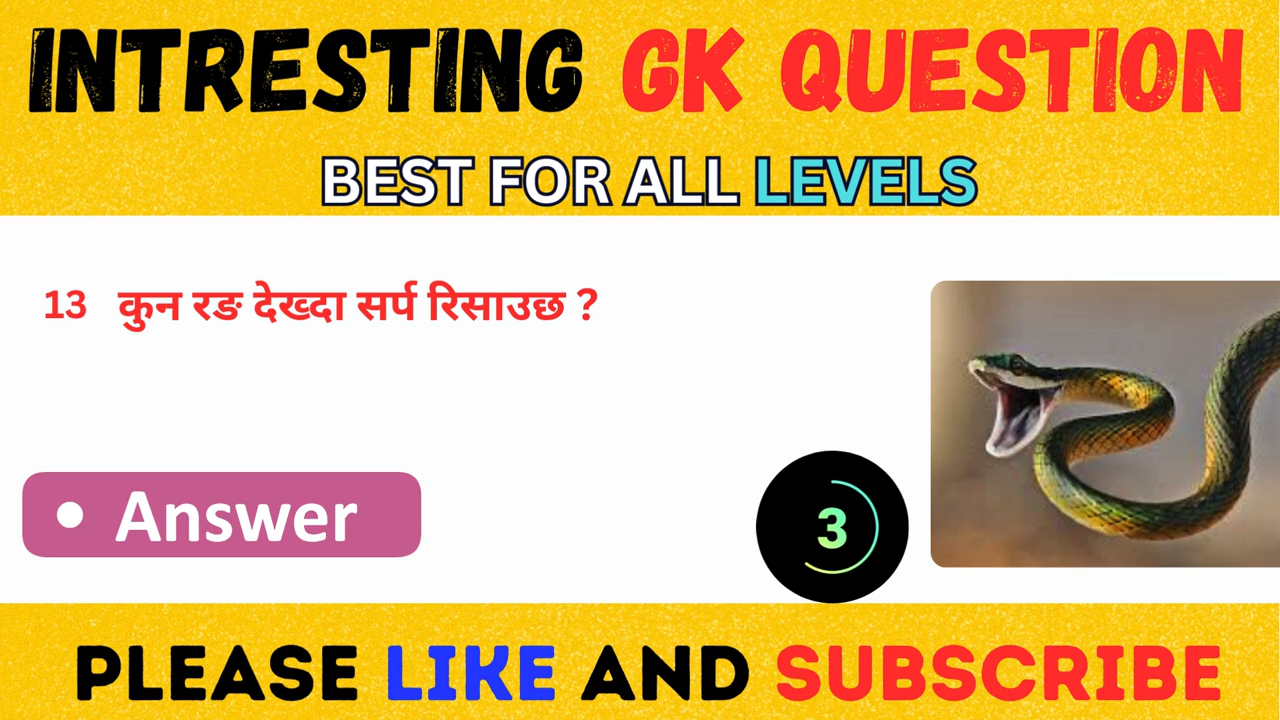 INTRESTING GK QUESTION
BEST FOR ALL LEVELS
13 कुन रङ देख्दा सर्प रिसाउछ ?
• Answer
3
PLEASE LIKE AND SUBSCRIBE